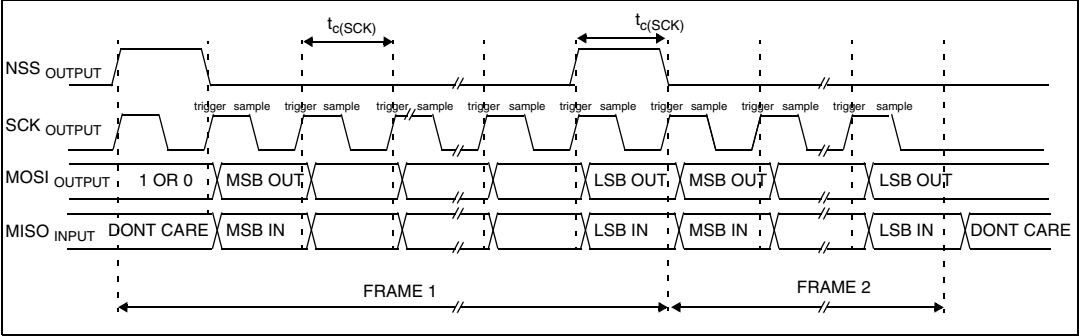 tc(SCK) tc(SCK)
NSS OUTPUT
trigger sample trigger sample trigger sample trigger sample trigger sample trigger sample trigger sample trigger sample
SCK OUTPUT
MOSI OUTPUT 1 OR 0 MSB OUT LSB OUT MSB OUT LSB OUT
MISO INPUT DONT CARE MSB IN LSB IN MSB IN LSB IN DONT CARE
FRAME 1 FRAME 2